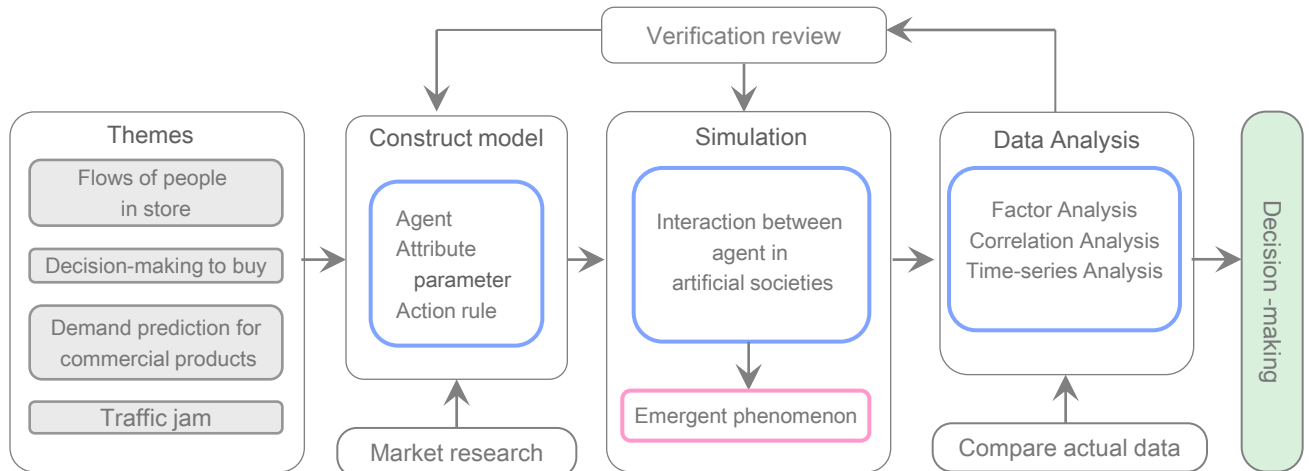 Verification review
Themes
Flows of people
in store
Decision-making to buy
Demand prediction for
commercial products
Traffic jam
Construct model
Agent
Attribute
parameter
Action rule
Market research
Simulation
Interaction between
agent in
artificial societies
Emergent phenomenon
Data Analysis
Factor Analysis
Correlation Analysis
Time-series Analysis
Compare actual data
Decision -making